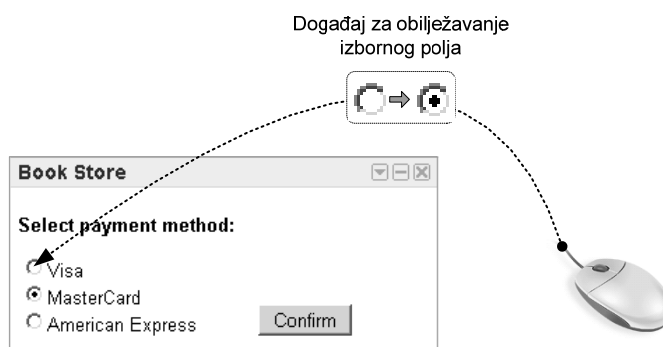 Događaj za obilježavanje
izbornog polja
Book Store
Select payment method:
Visa
MasterCard
American Express
Confirm